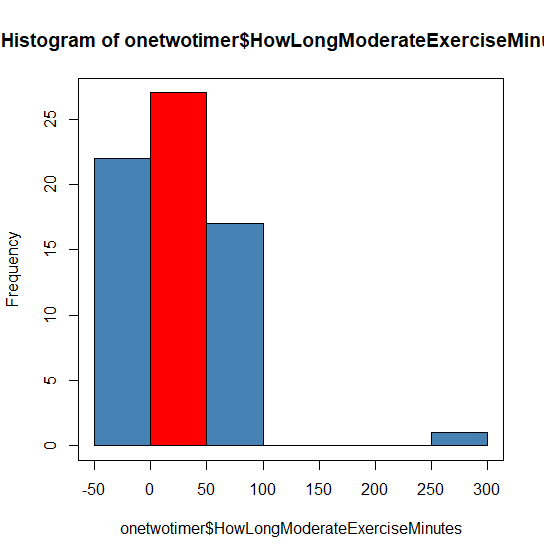 Histogram of onetwotimer$HowLongModerateExerciseMinu
25
20
15
10
5
0
Frequency
-50 0 50 100 150 200 250 300
onetwotimer$HowLongModerateExerciseMinutes